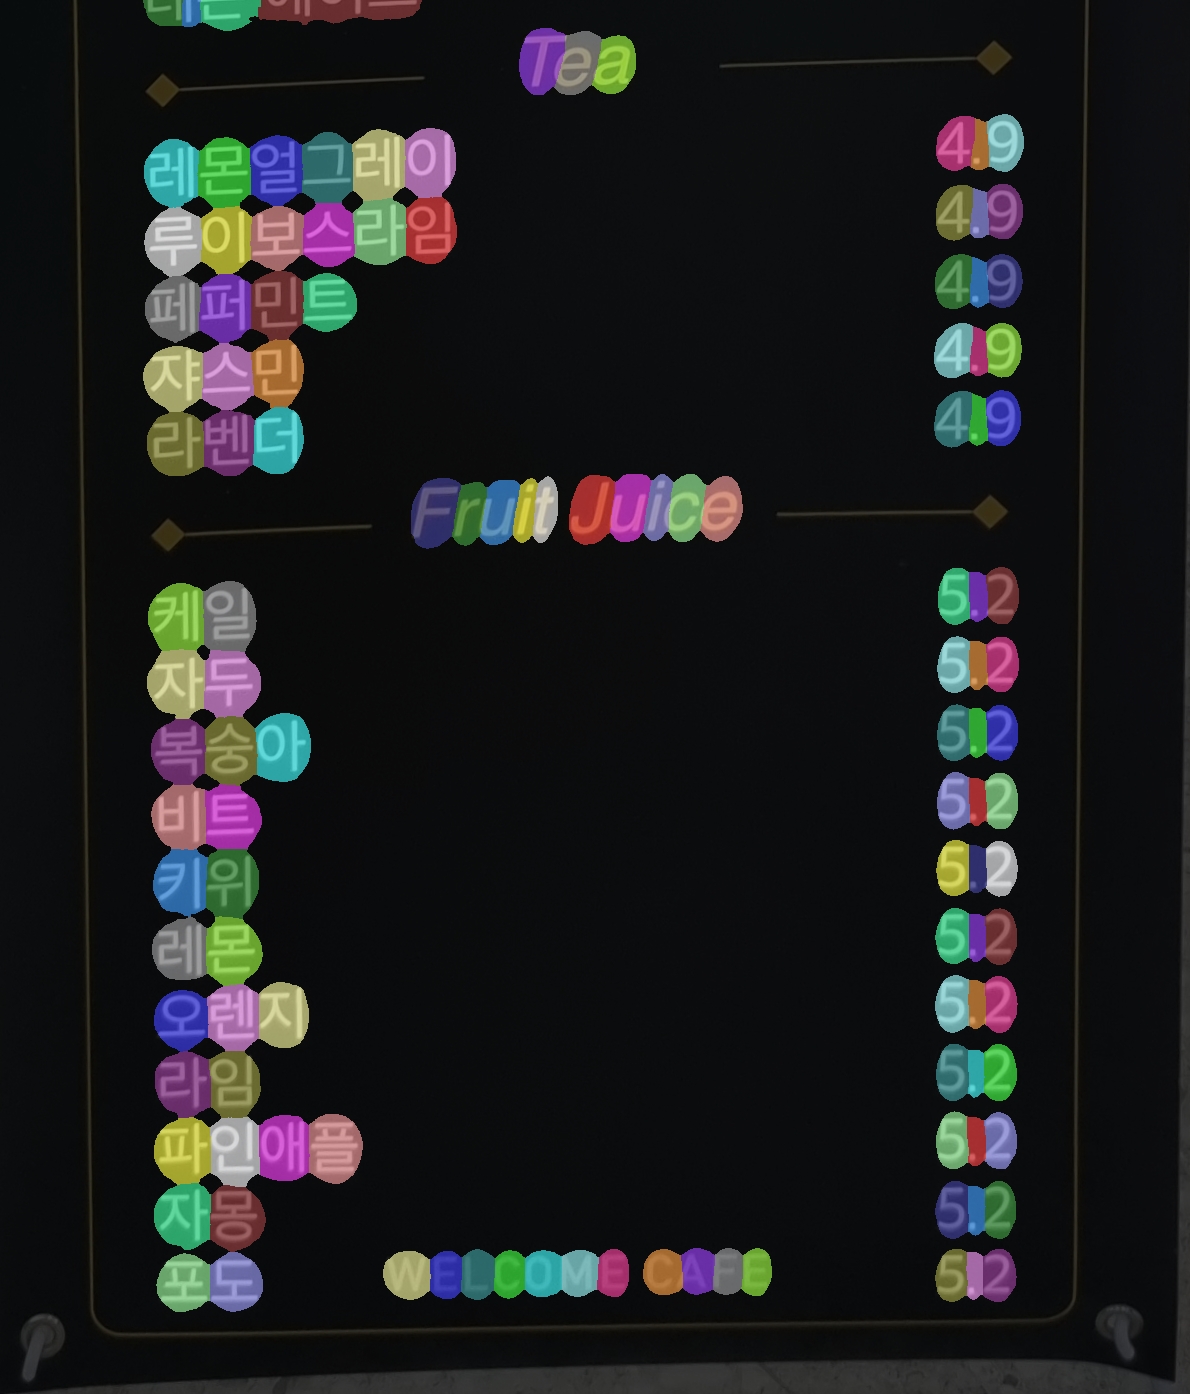 Tea
레몬얼그레이 4.9
루이보스라임 4.9
페퍼민트 4.9
쟈스민 4.9
라벤더 4.9
Fruit Juice
케일 5.2
자두 5.2
복숭아 5.2
비트 5.2
키위 5.2
레몬 5.2
오렌지 5.2
라임 5.2
파인애플 5.2
자몽 5.2
포도 5.2
WELCOME CAFE